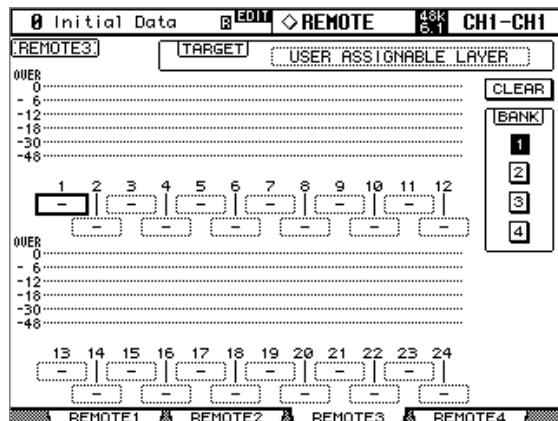 0 Initial Data EDIT ◇REMOTE 48k 6.1 CH1-CH1
REMOTE3 TARGET USER ASSIGNABLE LAYER
CLEAR
BANK
1
2
3
4
OVER
0
- 6
-12
-18
-30
-48
1 2 3 4 5 6 7 8 9 10 11 12
- - - - - -
- - - - - -
OVER
0
- 6
-12
-18
-30
-48
13 14 15 16 17 18 19 20 21 22 23 24
- - - - - -
- - - - - -
REMOTE1 REMOTE2 REMOTE3 REMOTE4